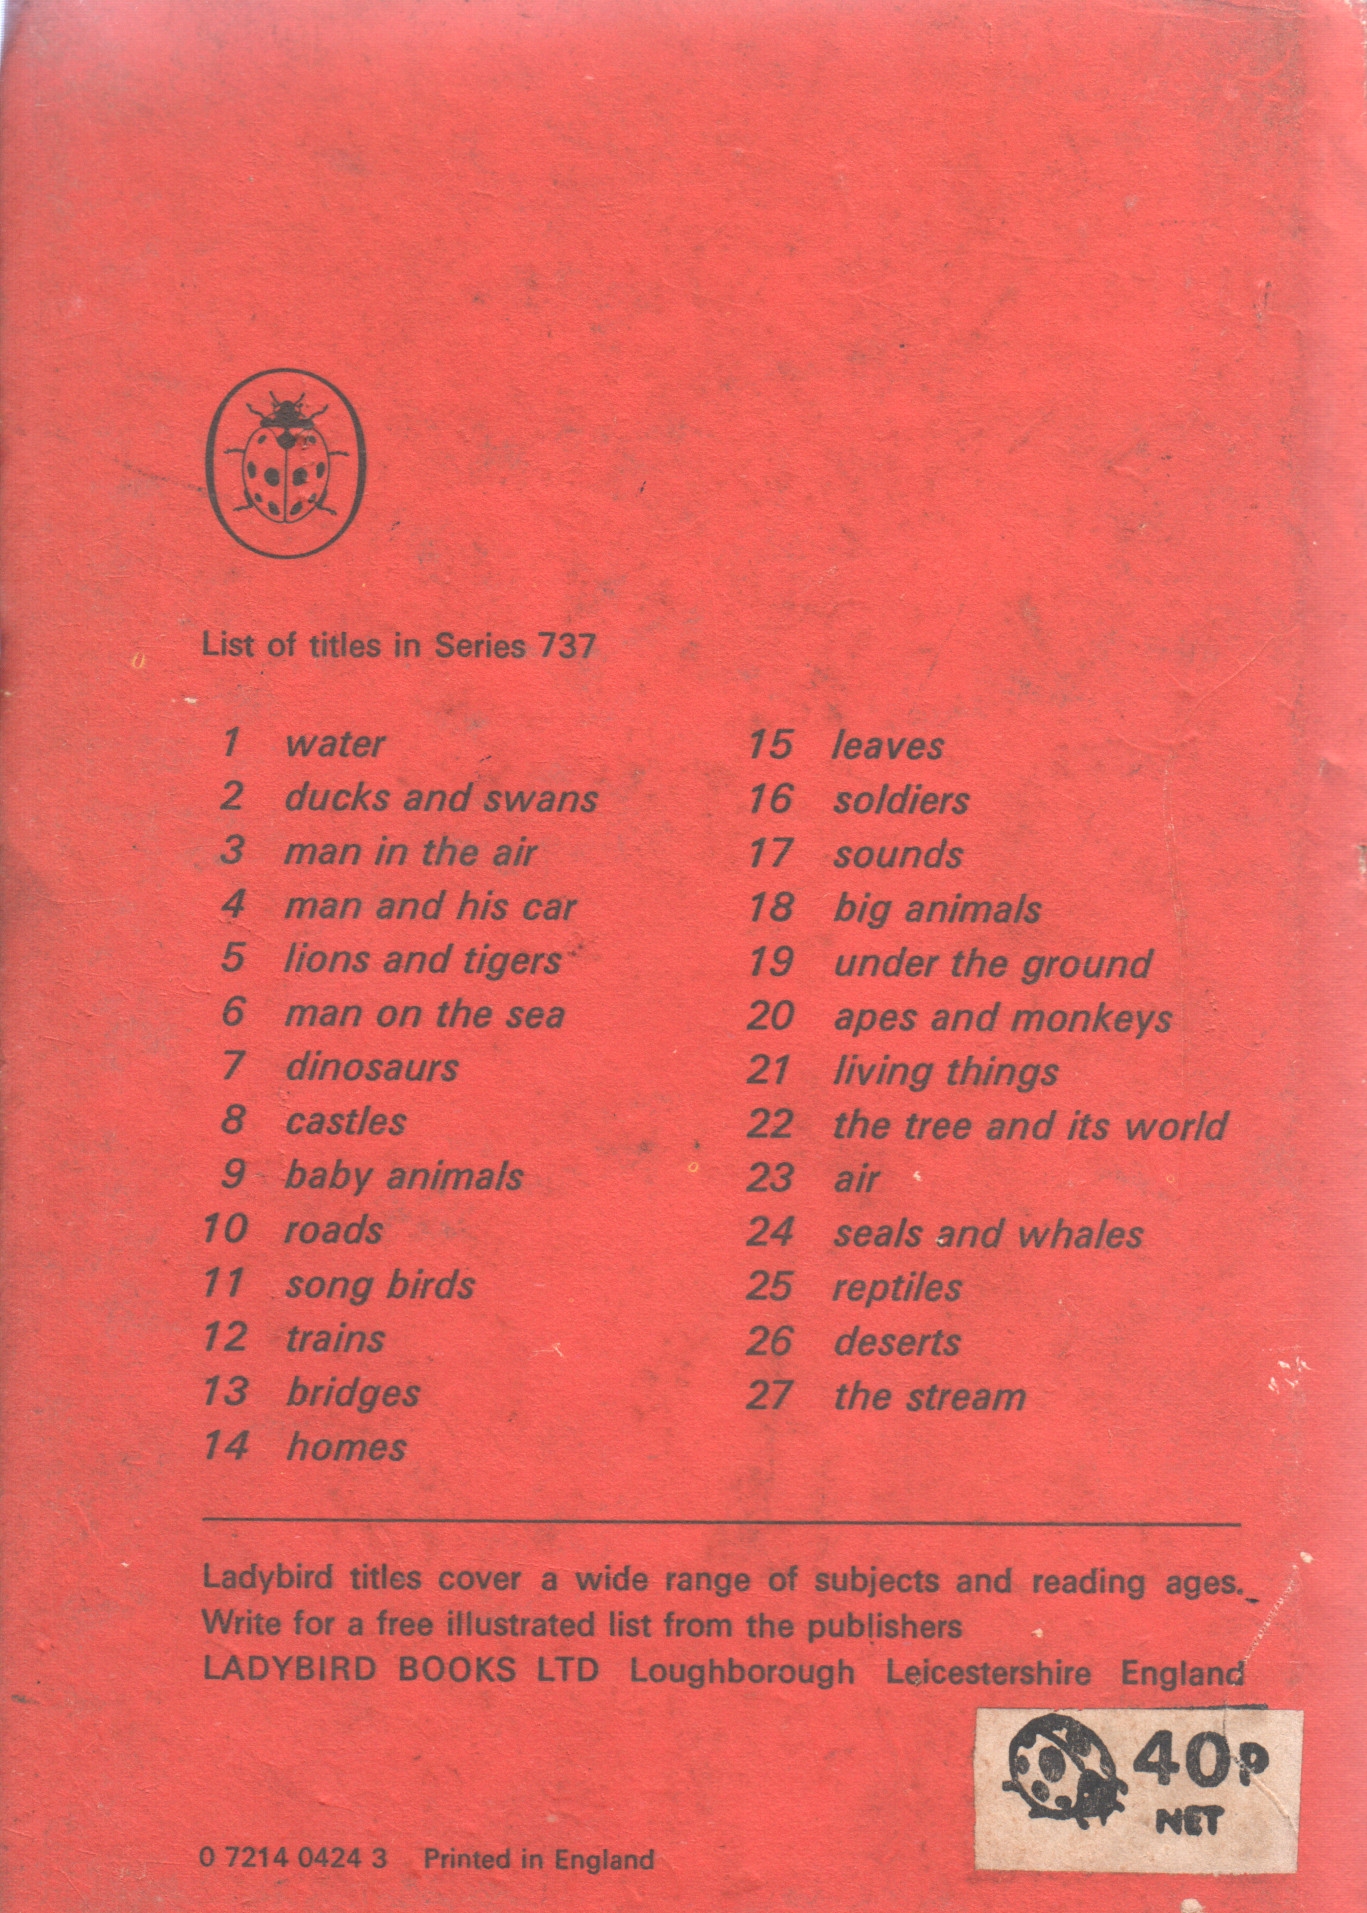 List of titles in Series 737
1 water
2 ducks and swans
3 man in the air
4 man and his car
5 lions and tigers
6 man on the sea
7 dinosaurs
8 castles
9 baby animals
10 roads
11 song birds
12 trains
13 bridges
14 homes
15 leaves
16 soldiers
17 sounds
18 big animals
19 under the ground
20 apes and monkeys
21 living things
22 the tree and its world
23 air
24 seals and whales
25 reptiles
26 deserts
27 the stream
Ladybird titles cover a wide range of subjects and reading ages.
Write for a free illustrated list from the publishers
LADYBIRD BOOKS LTD Loughborough Leicestershire England
40p
NET
0 7214 0424 3 Printed in England